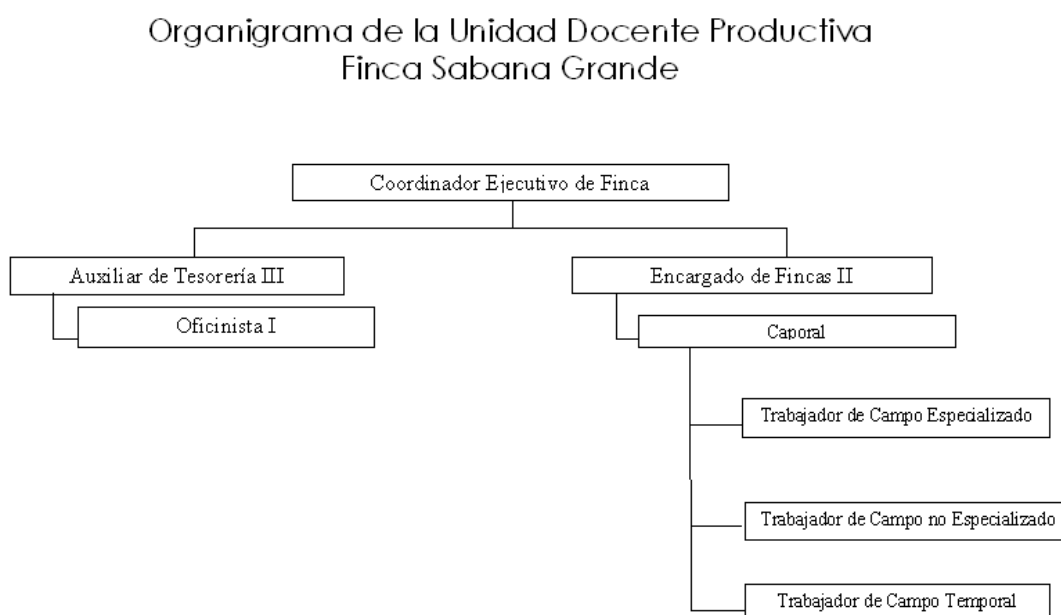 Organigrama de la Unidad Docente Productiva
Finca Sabana Grande
Coordinador Ejecutivo de Finca
Auxiliar de Tesorería III
Encargado de Fincas II
Oficinista I
Caporal
Trabajador de Campo Especializado
Trabajador de Campo no Especializado
Trabajador de Campo Temporal